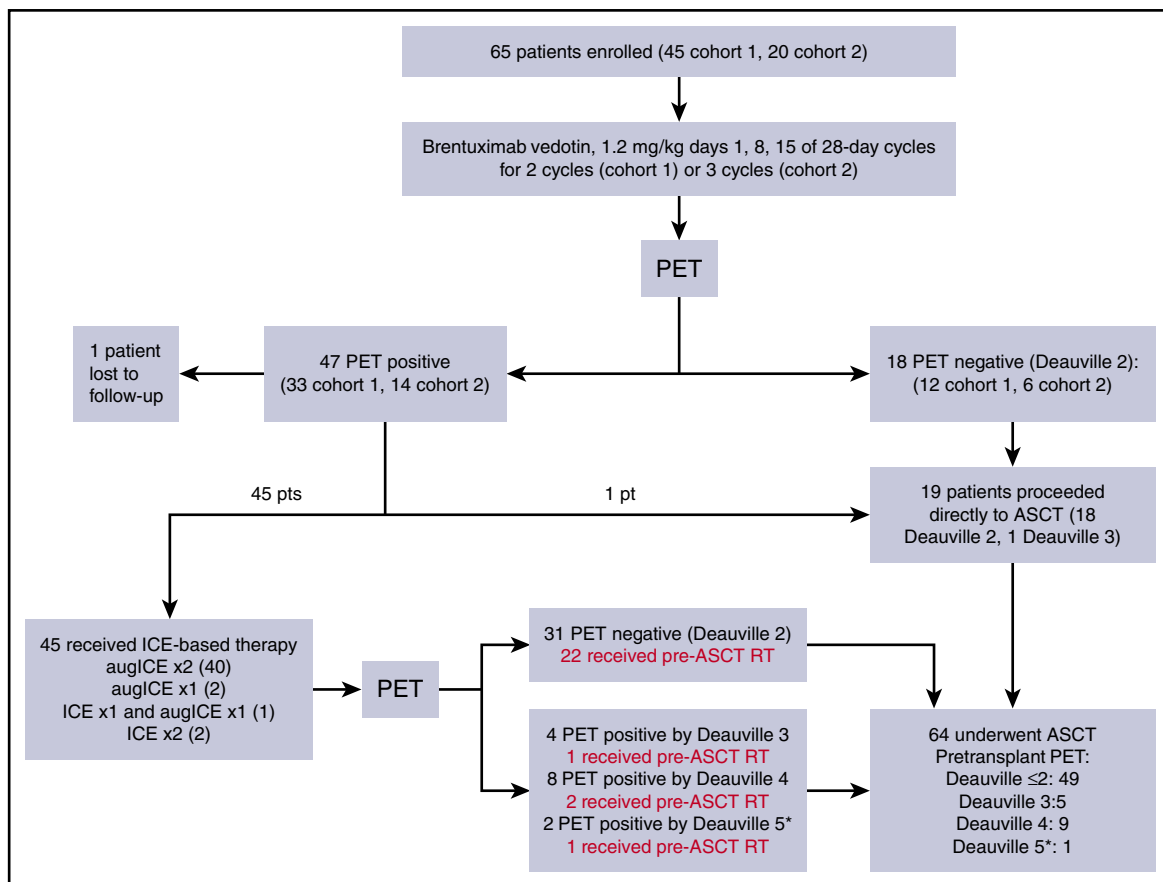 65 patients enrolled (45 cohort 1, 20 cohort 2)
Brentuximab vedotin, 1.2 mg/kg days 1, 8, 15 of 28-day cycles
for 2 cycles (cohort 1) or 3 cycles (cohort 2)
PET
1 patient
lost to
follow-up
47 PET positive
(33 cohort 1, 14 cohort 2)
18 PET negative (Deauville 2):
(12 cohort 1, 6 cohort 2)
45 pts
1 pt
19 patients proceeded
directly to ASCT (18
Deauville 2, 1 Deauville 3)
45 received ICE-based therapy
augICE x2 (40)
augICE x1 (2)
ICE x1 and augICE x1 (1)
ICE x2 (2)
PET
31 PET negative (Deauville 2)
22 received pre-ASCT RT
4 PET positive by Deauville 3
1 received pre-ASCT RT
8 PET positive by Deauville 4
2 received pre-ASCT RT
2 PET positive by Deauville 5*
1 received pre-ASCT RT
64 underwent ASCT
Pretransplant PET:
Deauville ≤2: 49
Deauville 3:5
Deauville 4: 9
Deauville 5*: 1